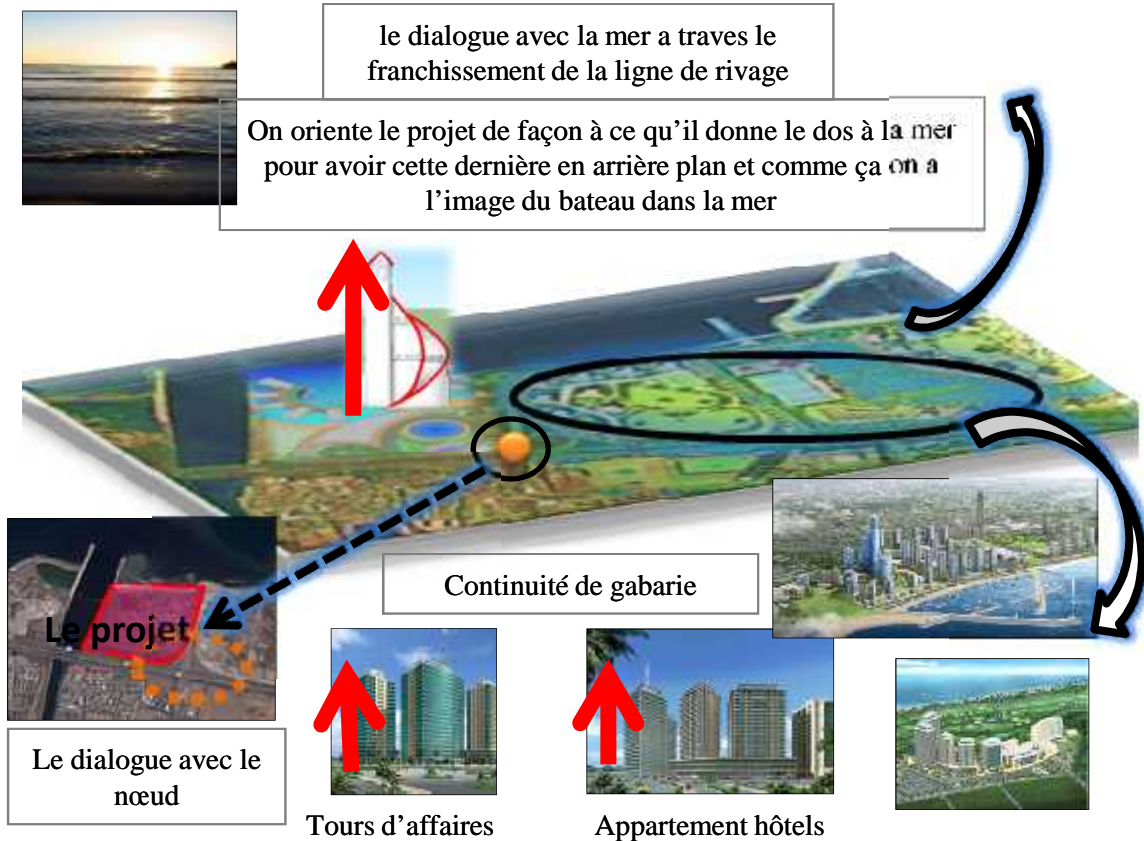 le dialogue avec la mer a traves le
franchissement de la ligne de rivage
On oriente le projet de façon à ce qu'il donne le dos à la mer
pour avoir cette dernière en arrière plan et comme ça on a
l'image du bateau dans la mer
Continuité de gabarie
Le projet
Le dialogue avec le
nœud
Tours d'affaires
Appartement hôtels